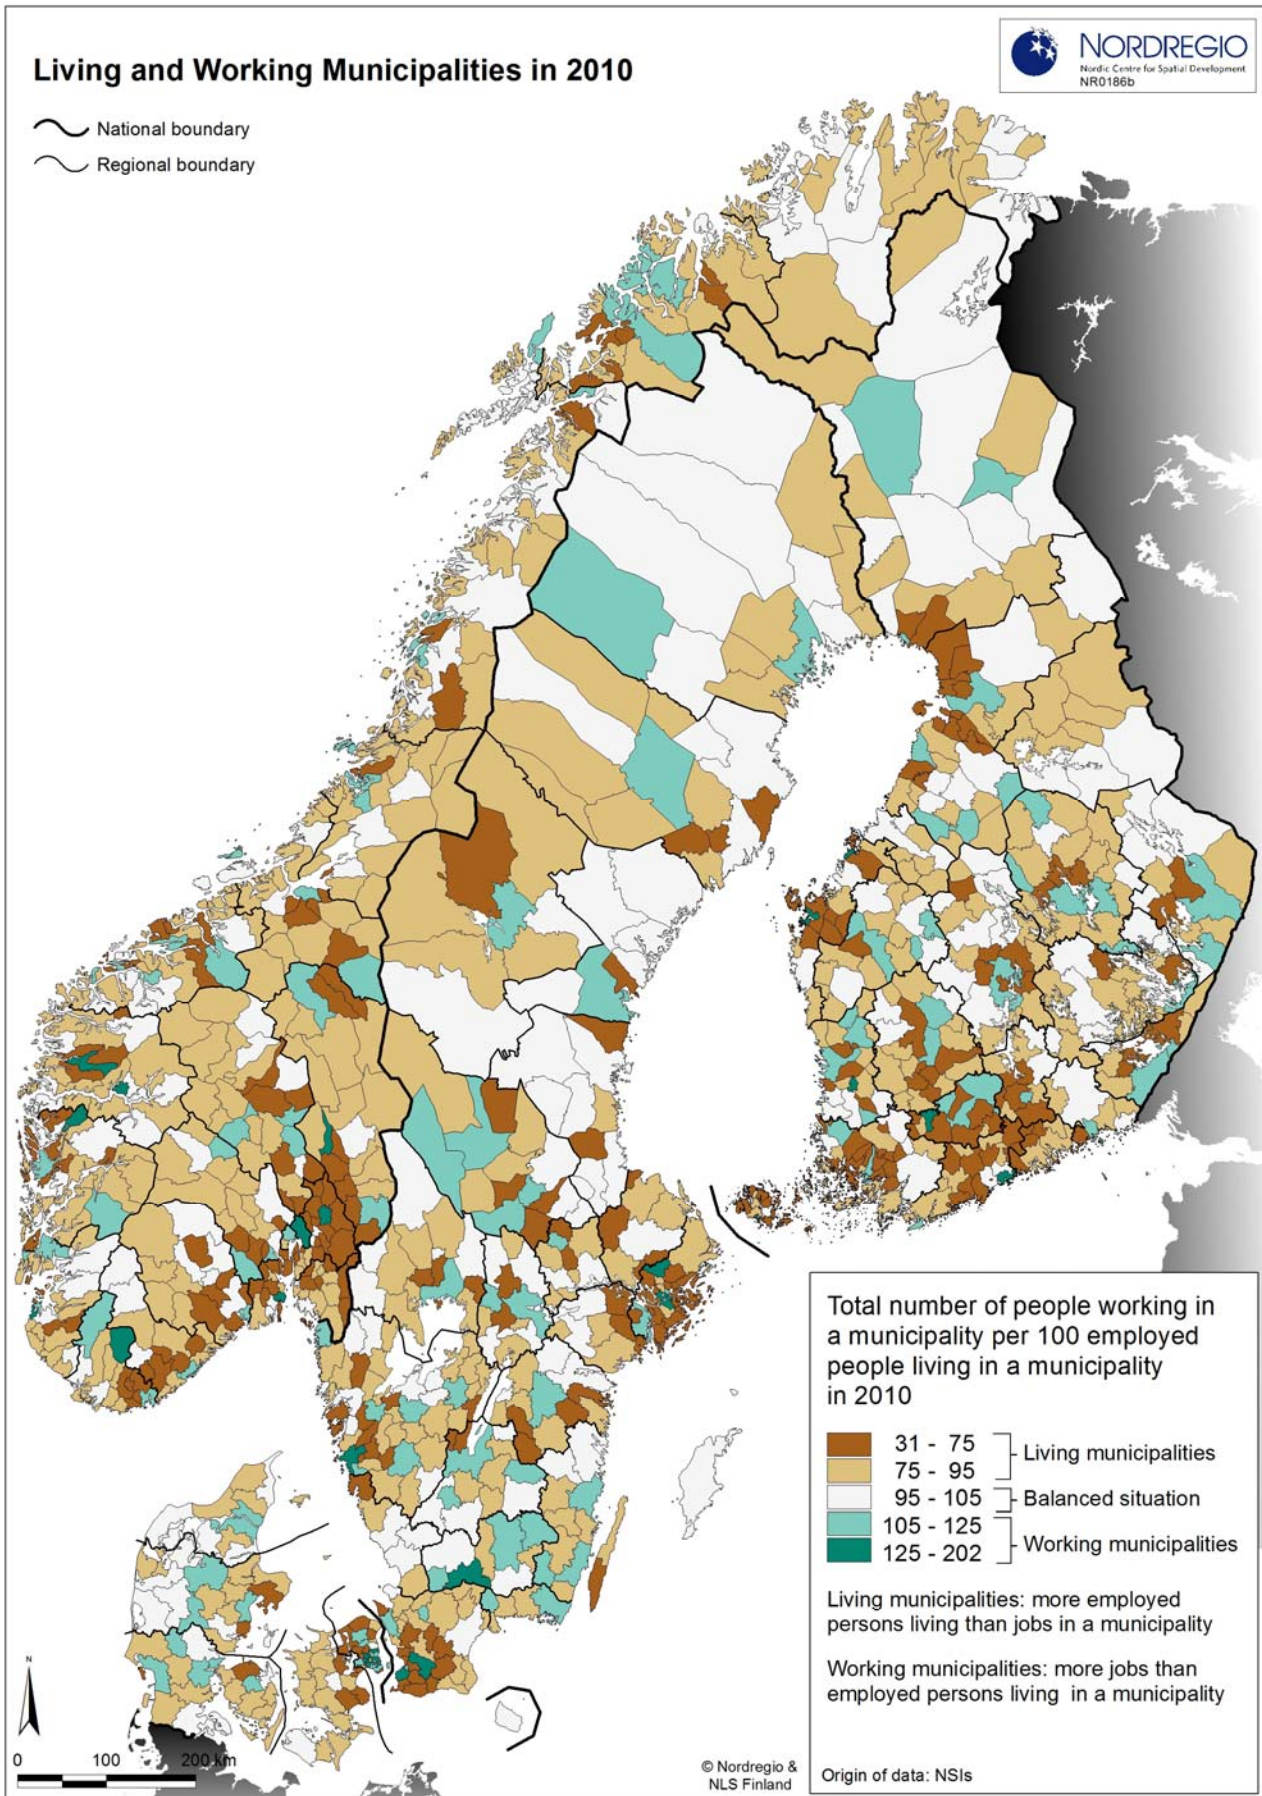 Living and Working Municipalities in 2010
National boundary
Regional boundary
NORDREGIO
Nordic Centre for Spatial Development
NR0186b
Total number of people working in
a municipality per 100 employed
people living in a municipality
in 2010
31 - 75
75 - 95
Living municipalities
95 - 105
Balanced situation
105 - 125
125 - 202
Working municipalities
Living municipalities: more employed
persons living than jobs in a municipality
Working municipalities: more jobs than
employed persons living in a municipality
Origin of data: NSIs
© Nordregio &
NLS Finland
N
0 100 200 km